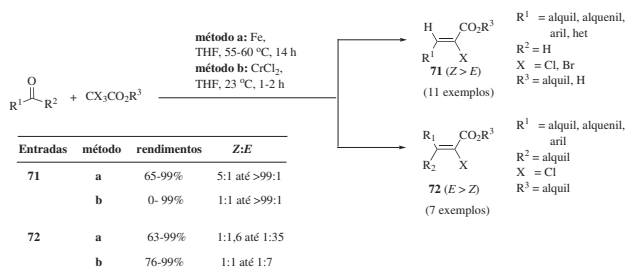 método a: Fe,
THF, 55-60 °C, 14 h
método b: CrCl2,
THF, 23 °C, 1-2 h
O
R1 R2 + CX3CO2R3
H CO2R3
R1 X
71 (Z > E)
(11 exemplos)
R1 = alquil, alquenil,
aril, het
R2 = H
X = Cl, Br
R3 = alquil, H
R1 CO2R3
R2 X
72 (E > Z)
(7 exemplos)
R1 = alquil, alquenil,
aril
R2 = alquil
X = Cl
R3 = alquil
Entradas método rendimentos Z:E
71 a 65-99% 5:1 até >99:1
b 0- 99% 1:1 até >99:1
72 a 63-99% 1:1,6 até 1:35
b 76-99% 1:1 até 1:7